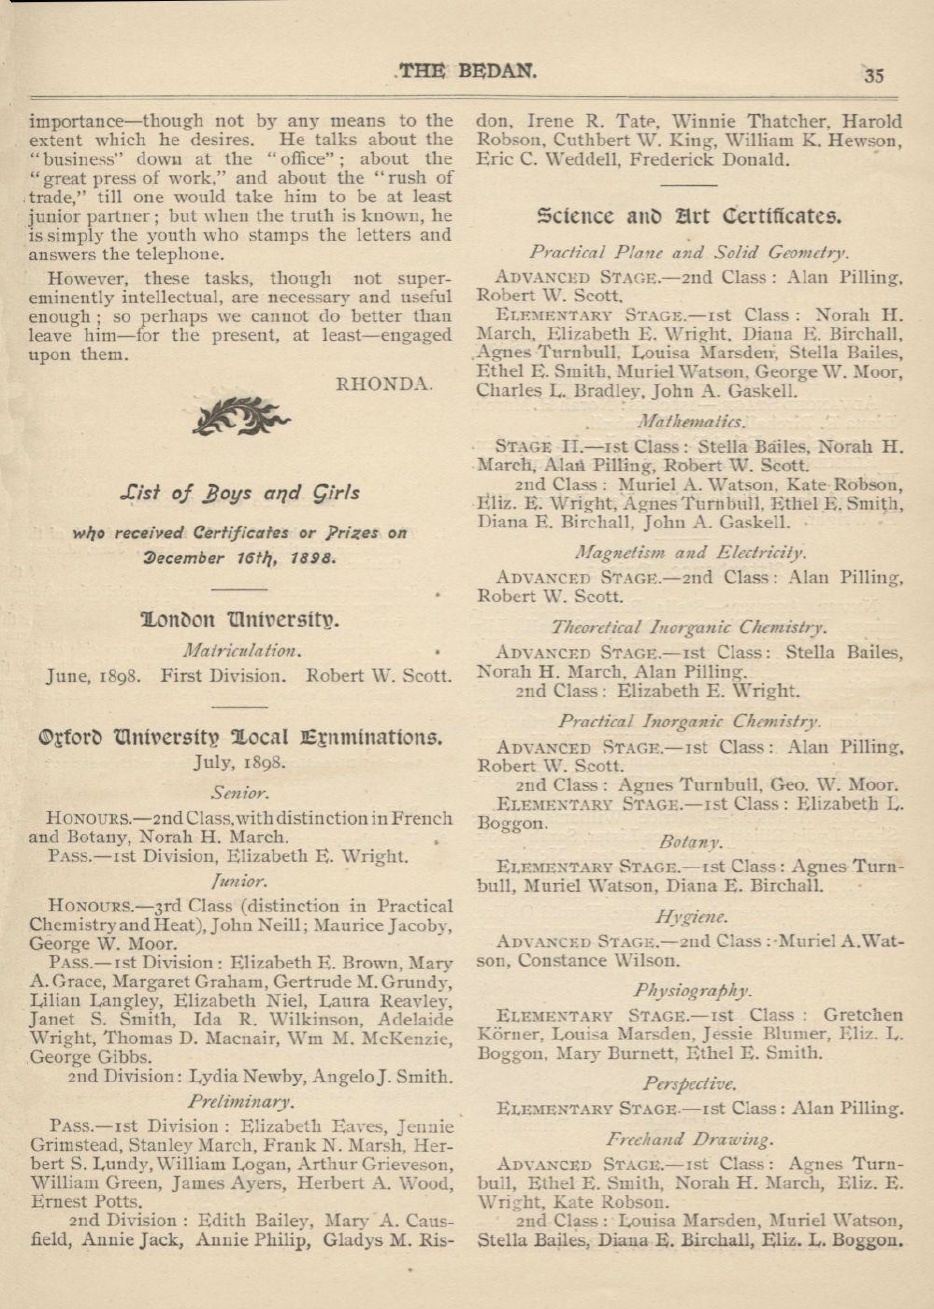 THE BEDAN.
35
importance—though not by any means to the
extent which he desires. He talks about the
"business" down at the "office"; about the
"great press of work," and about the "rush of
trade," till one would take him to be at least
junior partner; but when the truth is known, he
is simply the youth who stamps the letters and
answers the telephone.
However, these tasks, though not super-
eminently intellectual, are necessary and useful
enough; so perhaps we cannot do better than
leave him—for the present, at least—engaged
upon them.
RHONDA.
List of Boys and Girls
who received Certificates or Prizes on
December 16th, 1898.
London University.
Matriculation.
June, 1898. First Division. Robert W. Scott.
Oxford University Local Exnminations.
July, 1898.
Senior.
HONOURS.—2nd Class, with distinction in French
and Botany, Norah H. March.
PASS.—1st Division, Elizabeth E. Wright.
Junior.
HONOURS.—3rd Class (distinction in Practical
Chemistry and Heat), John Neill; Maurice Jacoby,
George W. Moor.
PASS.—1st Division: Elizabeth E. Brown, Mary
A. Grace, Margaret Graham, Gertrude M. Grundy,
Lilian Langley, Elizabeth Niel, Laura Reavley,
Janet S. Smith, Ida R. Wilkinson, Adelaide
Wright, Thomas D. Macnair, Wm M. McKenzie,
George Gibbs.
2nd Division: Lydia Newby, Angelo J. Smith.
Preliminary.
PASS.—1st Division: Elizabeth Eaves, Jennie
Grimstead, Stanley March, Frank N. Marsh, Her-
bert S. Lundy, William Logan, Arthur Grieveson,
William Green, James Ayers, Herbert A. Wood,
Ernest Potts.
2nd Division: Edith Bailey, Mary A. Caus-
field, Annie Jack, Annie Philip, Gladys M. Ris-
don, Irene R. Tate, Winnie Thatcher, Harold
Robson, Cuthbert W. King, William K. Hewson,
Eric C. Weddell, Frederick Donald.
Science and Art Certificates.
Practical Plane and Solid Geometry.
ADVANCED STAGE.—2nd Class: Alan Pilling,
Robert W. Scott.
ELEMENTARY STAGE.—1st Class: Norah H.
March, Elizabeth E. Wright, Diana E. Birchall,
Agnes Turnbull, Louisa Marsden, Stella Bailes,
Ethel E. Smith, Muriel Watson, George W. Moor,
Charles L. Bradley, John A. Gaskell.
Mathematics.
STAGE II.—1st Class: Stella Bailes, Norah H.
March, Alan Pilling, Robert W. Scott.
2nd Class: Muriel A. Watson, Kate Robson,
Eliz. E. Wright, Agnes Turnbull, Ethel E. Smith,
Diana E. Birchall, John A. Gaskell.
Magnetism and Electricity.
ADVANCED STAGE.—2nd Class: Alan Pilling,
Robert W. Scott.
Theoretical Inorganic Chemistry.
ADVANCED STAGE.—1st Class: Stella Bailes,
Norah H. March, Alan Pilling.
2nd Class: Elizabeth E. Wright.
Practical Inorganic Chemistry.
ADVANCED STAGE.—1st Class: Alan Pilling,
Robert W. Scott.
2nd Class: Agnes Turnbull, Geo. W. Moor.
ELEMENTARY STAGE.—1st Class: Elizabeth L.
Boggon.
Botany.
ELEMENTARY STAGE.—1st Class: Agnes Turn-
bull, Muriel Watson, Diana E. Birchall.
Hygiene.
ADVANCED STAGE.—2nd Class: Muriel A. Wat-
son, Constance Wilson.
Physiography.
ELEMENTARY STAGE.—1st Class: Gretchen
Körner, Louisa Marsden, Jessie Blumer, Eliz. L.
Boggon, Mary Burnett, Ethel E. Smith.
Perspective.
ELEMENTARY STAGE.—1st Class: Alan Pilling.
Freehand Drawing.
ADVANCED STAGE.—1st Class: Agnes Turn-
bull, Ethel E. Smith, Norah H. March, Eliz. E.
Wright, Kate Robson.
2nd Class: Louisa Marsden, Muriel Watson,
Stella Bailes, Diana E. Birchall, Eliz. L. Boggon.